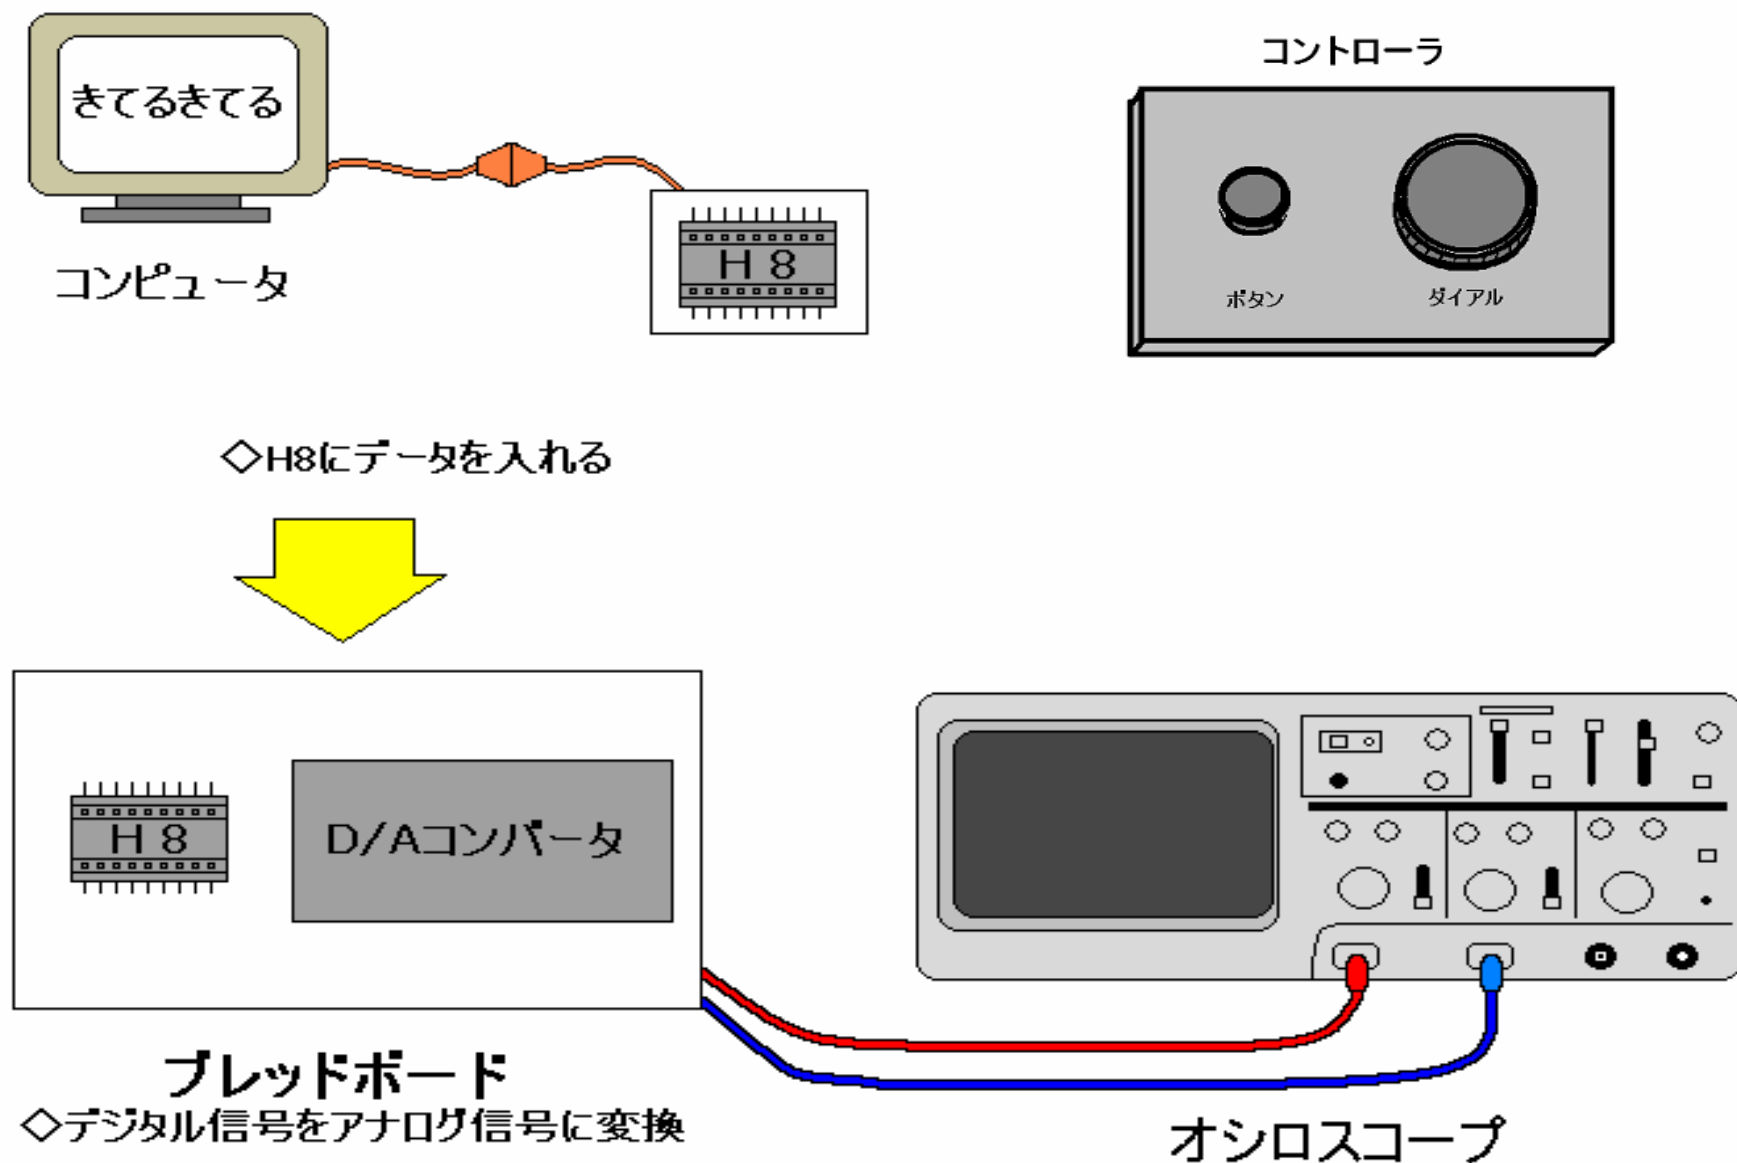 きてるきてる
コンピュータ
H 8
コントローラ
ボタン
ダイアル
◇H8にデータを入れる
H 8
D/Aコンバータ
ブレッドボード
◇デジタル信号をアナログ信号に変換
オシロスコープ